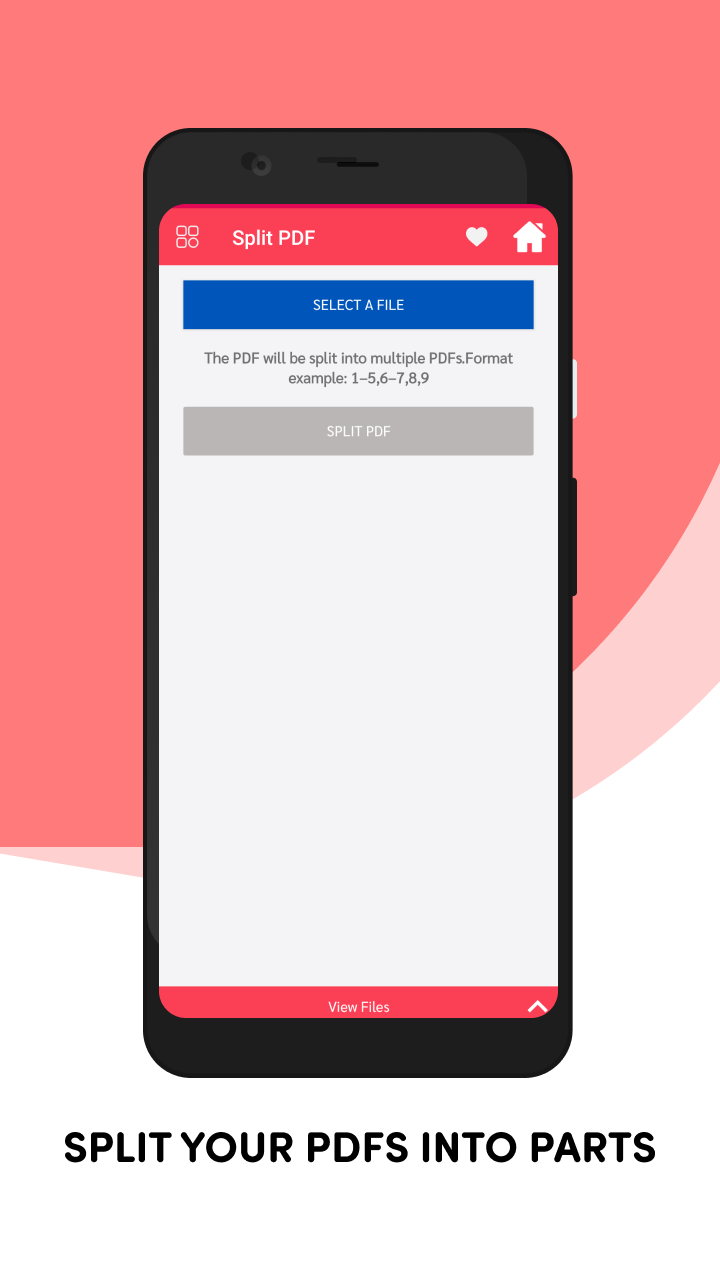 Split PDF
SELECT A FILE
The PDF will be split into multiple PDFs.Format
example: 1–5,6–7,8,9
SPLIT PDF
View Files
SPLIT YOUR PDFS INTO PARTS